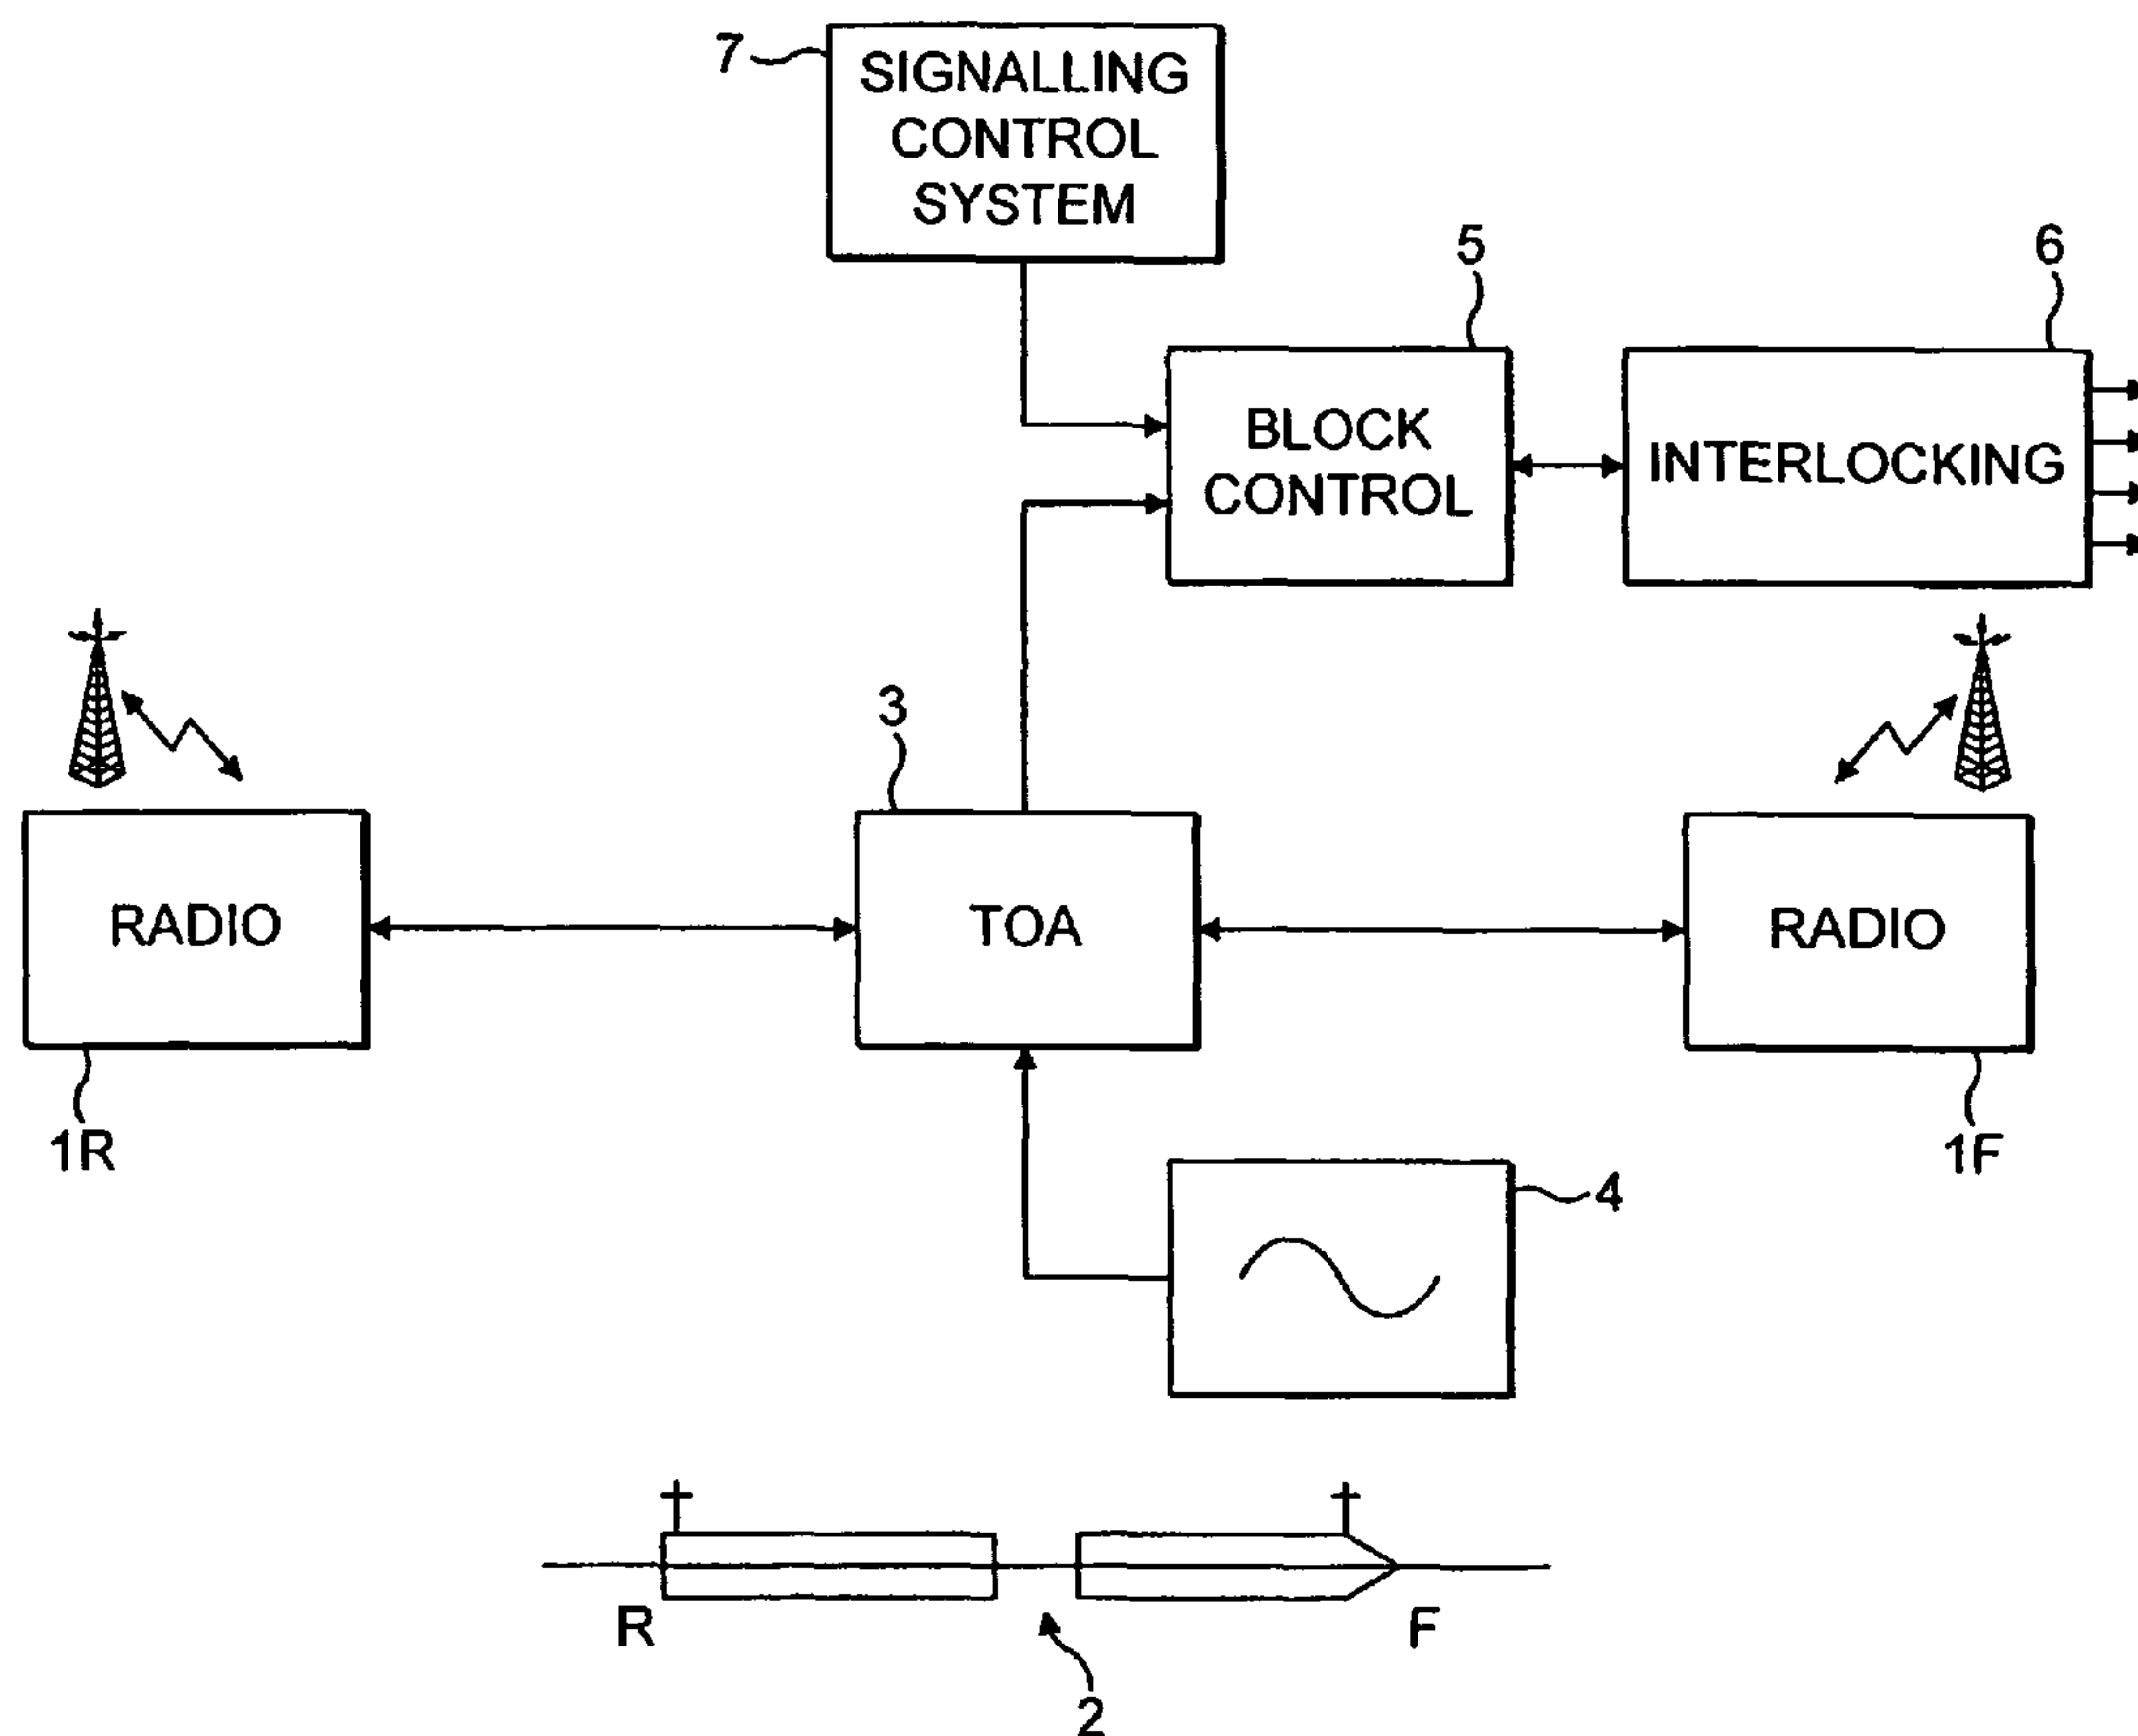 7
SIGNALLING
CONTROL
SYSTEM
5
6
BLOCK
CONTROL
INTERLOCKING
3
RADIO
TOA
RADIO
1R
1F
4
R
F
2